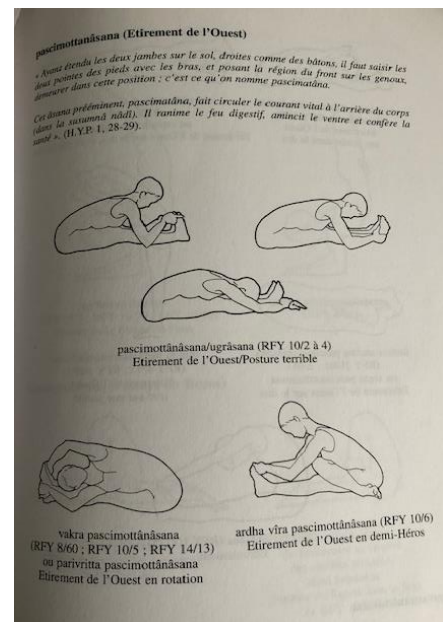 pascimottanâsana (Etirement de l'Ouest)
« Ayant étendu les deux jambes sur le sol, droites comme des bâtons, il faut saisir les
deux pointes des pieds avec les bras, et posant la région du front sur les genoux,
demeurer dans cette position ; c'est ce qu'on nomme pascimatâna.
Cet âsana prééminent, pascimatâna, fait circuler le courant vital à l'arrière du corps
(dans la susumnâ nâdî). Il ranime le feu digestif, amincit le ventre et confère la
santé ». (H.Y.P. 1, 28-29).
pascimottânâsana/ugrâsana (RFY 10/2 à 4)
Etirement de l'Ouest/Posture terrible
vakra pascimottânâsana
(RFY 8/60 ; RFY 10/5 ; RFY 14/13)
ou parivritta pascimottânâsana
Etirement de l'Ouest en rotation
ardha vîra pascimottânâsana (RFY 10/6)
Etirement de l'Ouest en demi-Héros